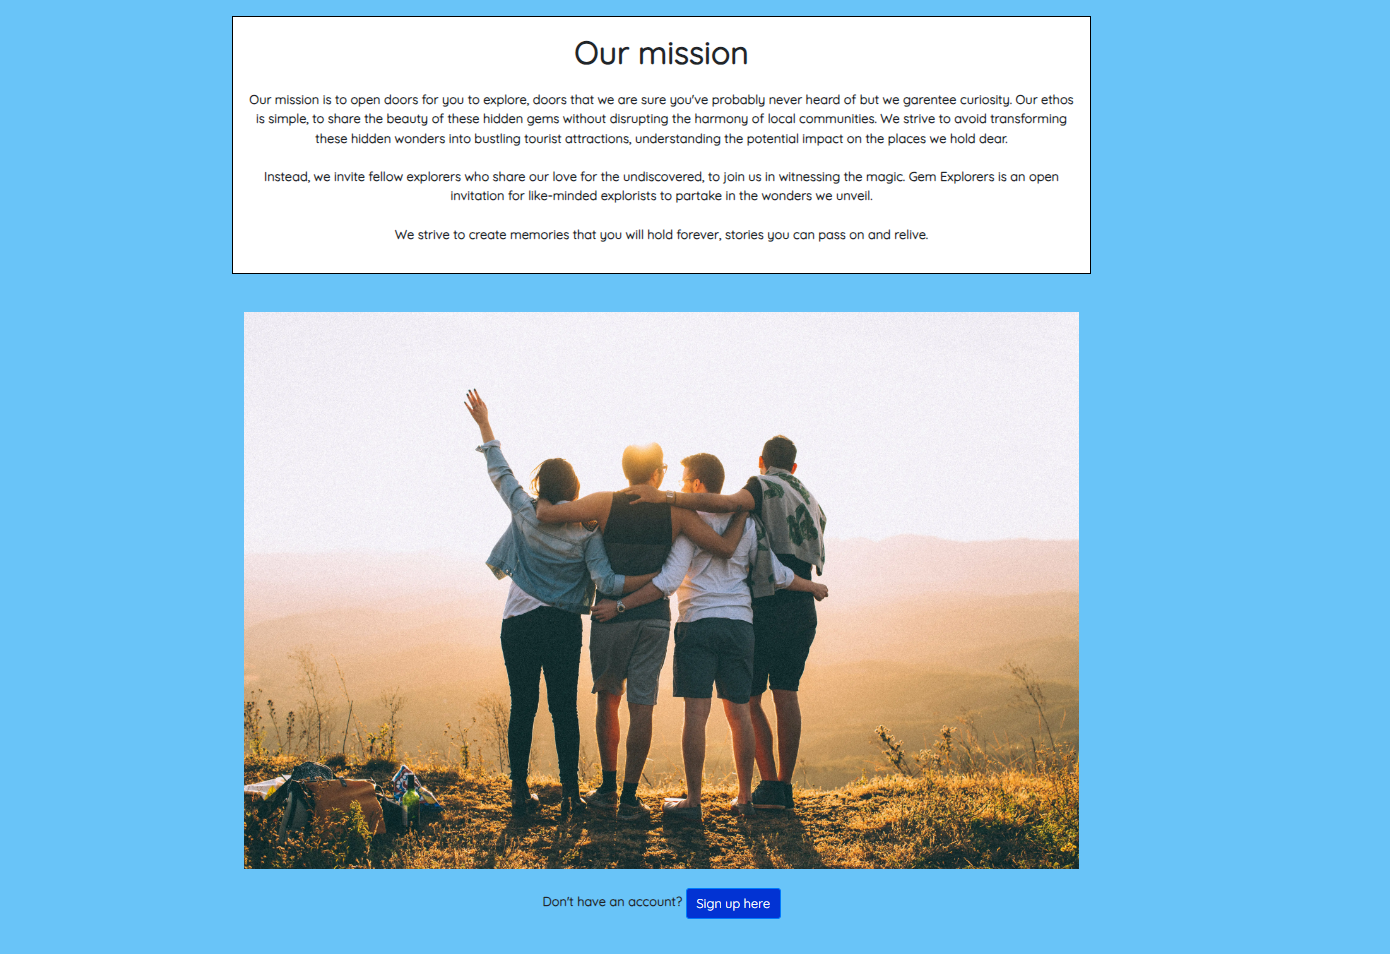 Our mission
Our mission is to open doors for you to explore, doors that we are sure you've probably never heard of but we garentee curiosity. Our ethos
is simple, to share the beauty of these hidden gems without disrupting the harmony of local communities. We strive to avoid transforming
these hidden wonders into bustling tourist attractions, understanding the potential impact on the places we hold dear.
Instead, we invite fellow explorers who share our love for the undiscovered, to join us in witnessing the magic. Gem Explorers is an open
invitation for like-minded explorists to partake in the wonders we unveil.
We strive to create memories that you will hold forever, stories you can pass on and relive.
Don't have an account? Sign up here